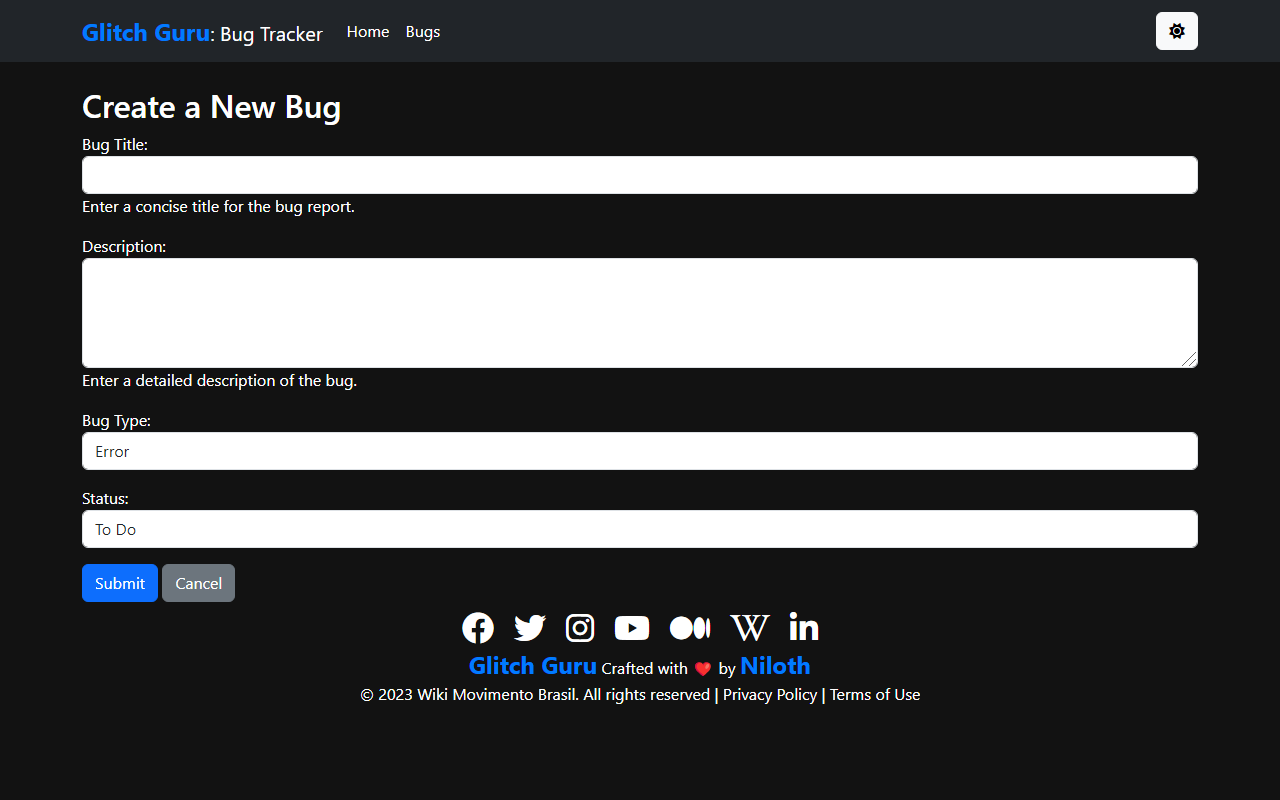 Glitch Guru: Bug Tracker Home Bugs
Create a New Bug
Bug Title:
Enter a concise title for the bug report.
Description:
Enter a detailed description of the bug.
Bug Type:
Error
Status:
To Do
Submit Cancel
Glitch Guru Crafted with ❤️ by Niloth
© 2023 Wiki Movimento Brasil. All rights reserved | Privacy Policy | Terms of Use